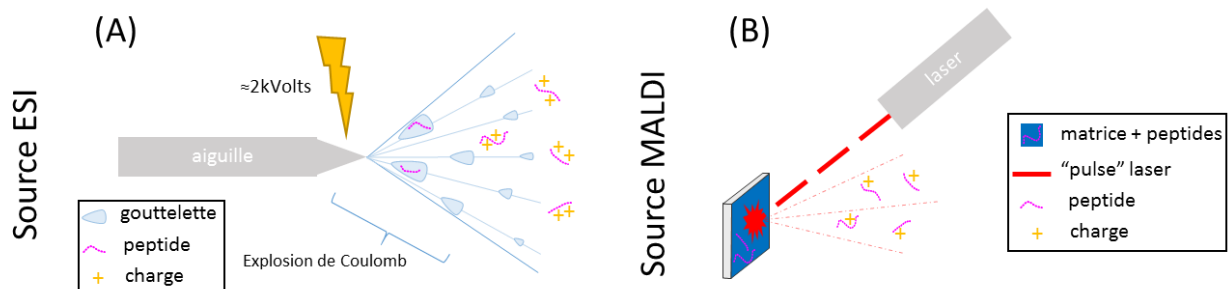 (A)
Source ESI
≈2kVolts
aiguille
gouttelette
peptide
charge
Explosion de Coulomb
(B)
Source MALDI
laser
matrice + peptides
“pulse” laser
peptide
charge